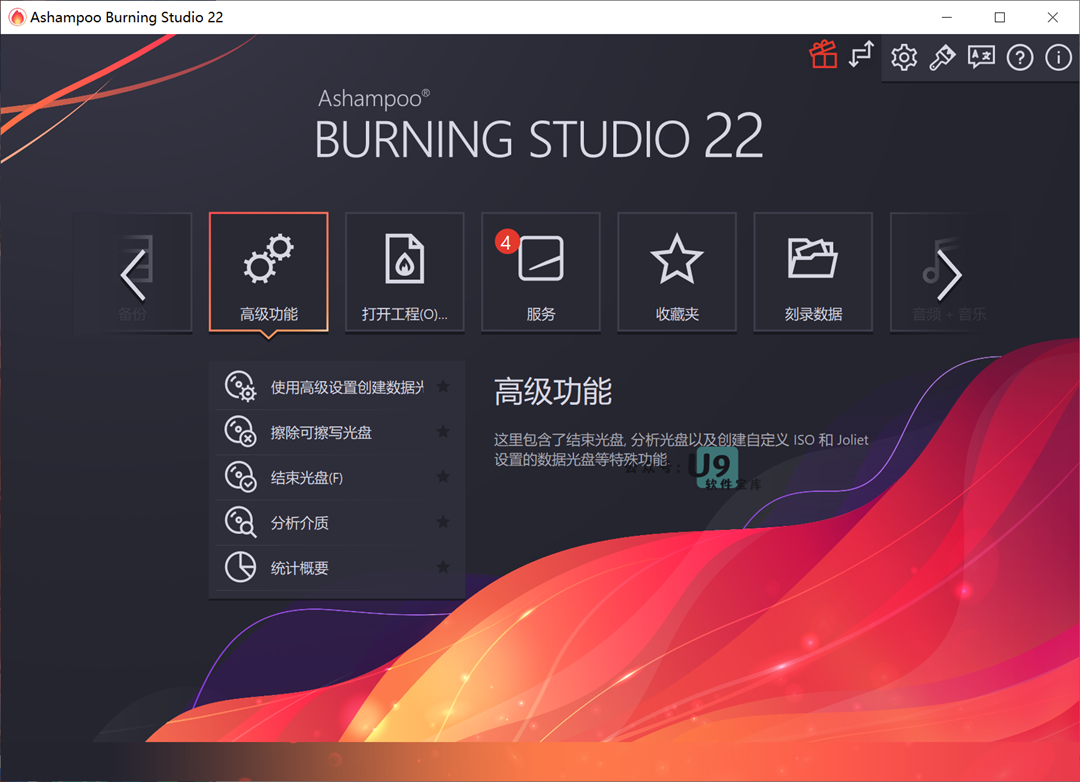 Ashampoo Burning Studio 22
Ashampoo®
BURNING STUDIO 22
备份
高级功能
打开工程(O)...
4
服务
收藏夹
刻录数据
音频 + 音乐
使用高级设置创建数据光
擦除可擦写光盘
结束光盘(F)
分析介质
统计概要
高级功能
这里包含了结束光盘, 分析光盘以及创建自定义 ISO 和 Joliet
设置的数据光盘等特殊功能.
公众号:U9
软件宝库